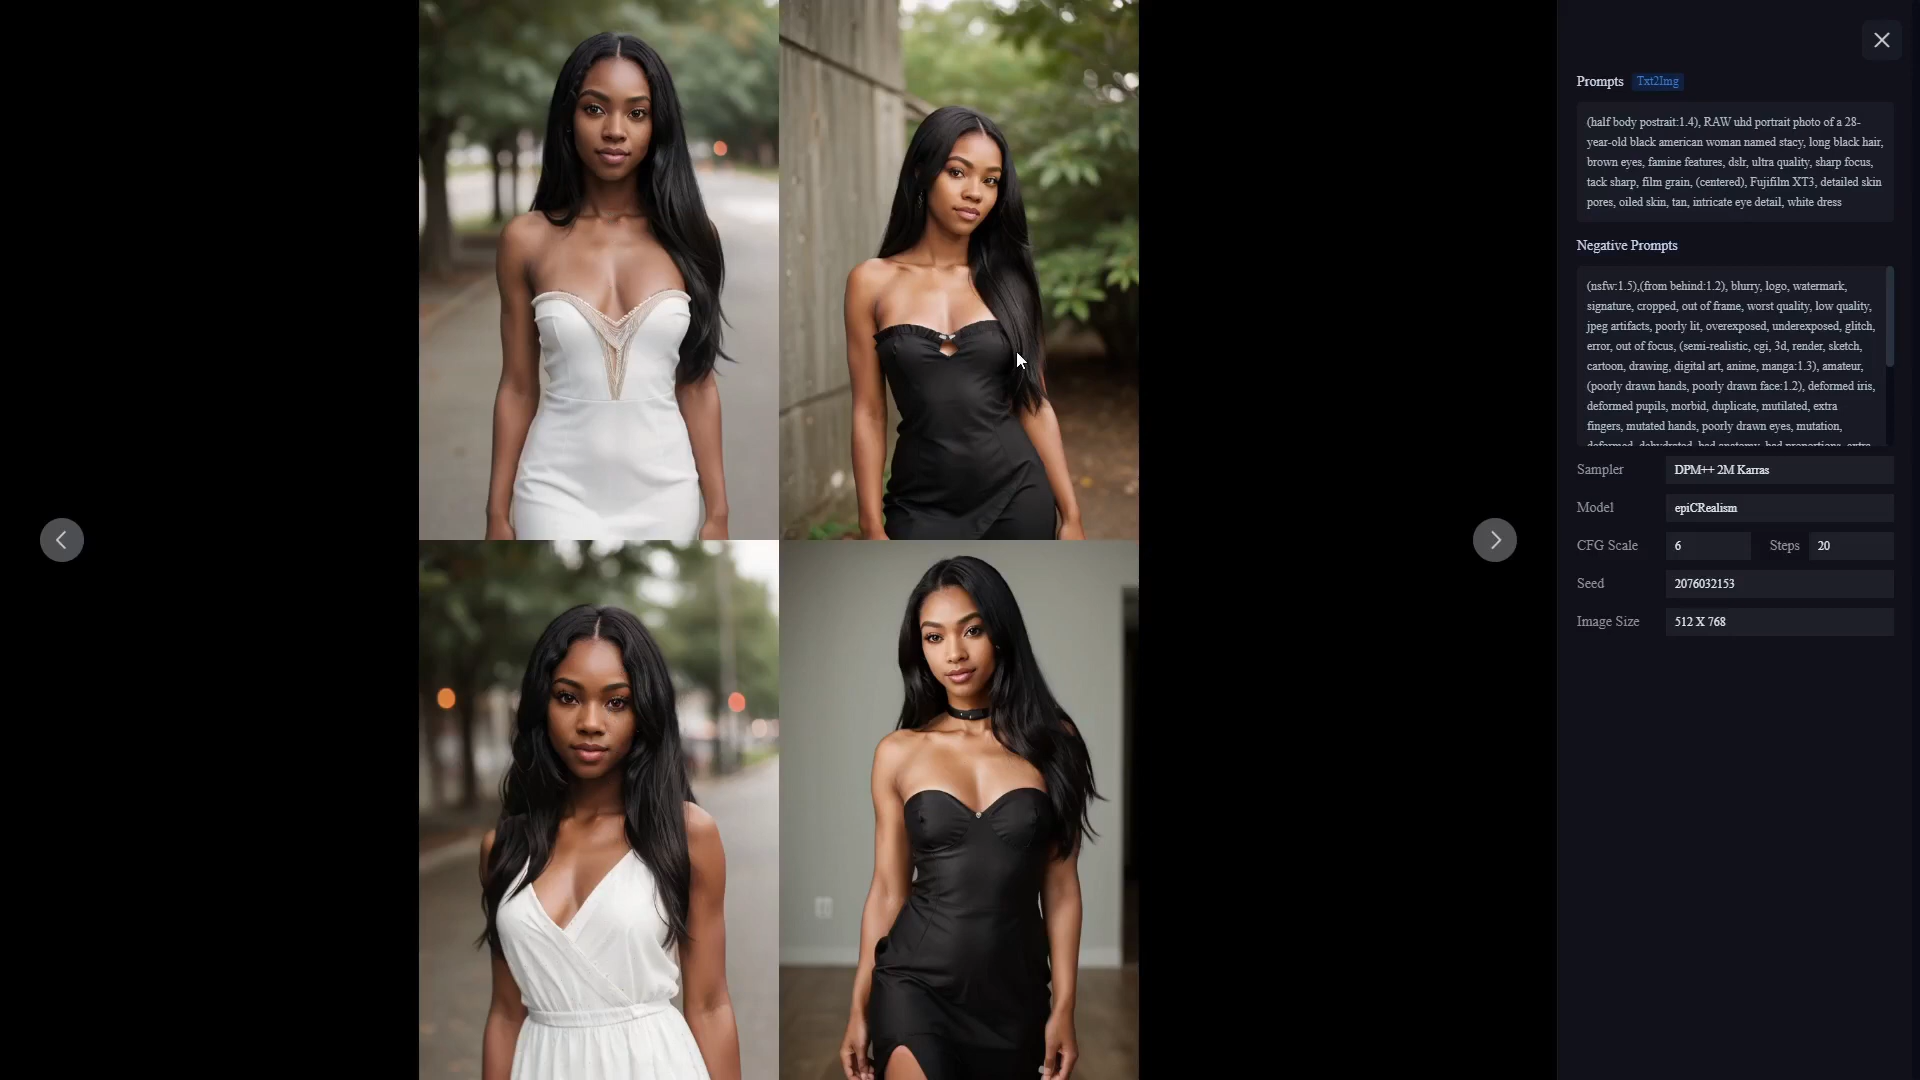 Prompts Txt2Img
(half body postrait:1.4), RAW uhd portrait photo of a 28-
year-old black american woman named stacy, long black hair,
brown eyes, famine features, dslr, ultra quality, sharp focus,
tack sharp, film grain, (centered), Fujifilm XT3, detailed skin
pores, oiled skin, tan, intricate eye detail, white dress
Negative Prompts
(nsfw:1.5),(from behind:1.2), blurry, logo, watermark,
signature, cropped, out of frame, worst quality, low quality,
jpeg artifacts, poorly lit, overexposed, underexposed, glitch,
error, out of focus, (semi-realistic, cgi, 3d, render, sketch,
cartoon, drawing, digital art, anime, manga:1.3), amateur,
(poorly drawn hands, poorly drawn face:1.2), deformed iris,
deformed pupils, morbid, duplicate, mutilated, extra
fingers, mutated hands, poorly drawn eyes, mutation,
deformed, dehydrated, bad anatomy, bad proportions, extra
Sampler DPM++ 2M Karras
Model epiCRealism
CFG Scale 6 Steps 20
Seed 2076032153
Image Size 512 X 768